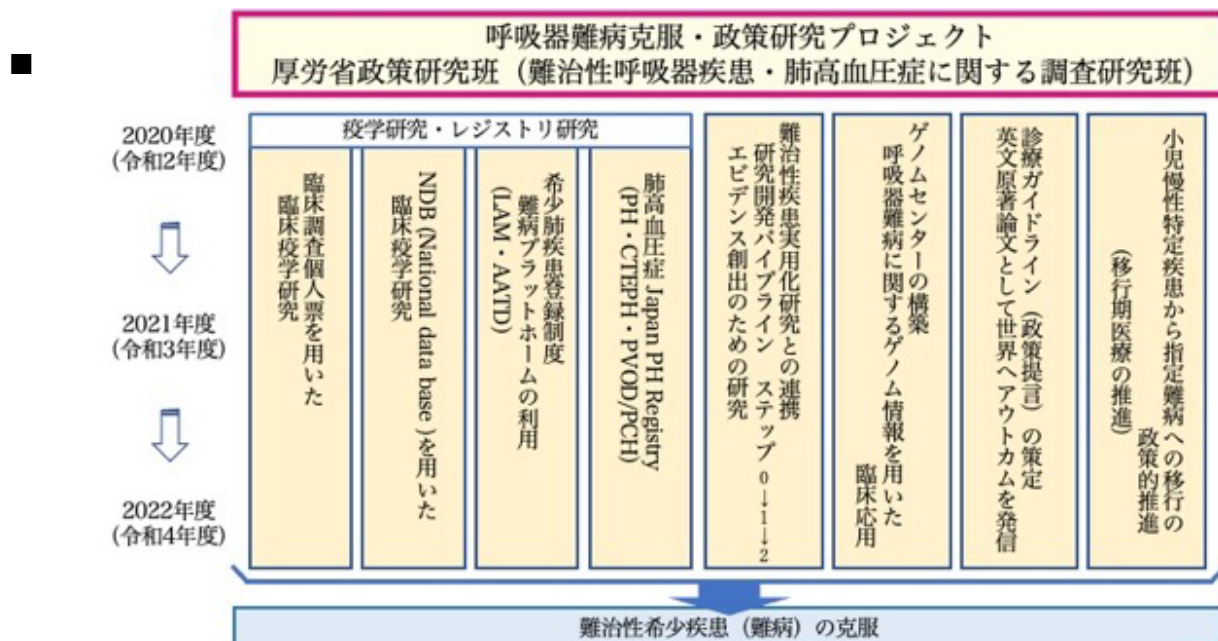 呼吸器難病克服・政策研究プロジェクト
厚労省政策研究班（難治性呼吸器疾患・肺高血圧症に関する調査研究班）
2020年度
(令和2年度)
2021年度
(令和3年度)
2022年度
(令和4年度)
疫学研究・レジストリ研究
臨床調査個人票を用いた
臨床疫学研究
NDB (National data base )を用いた
臨床疫学研究
希少肺疾患登録制度
難病プラットホームの利用
(LAM・AATD)
肺高血圧症 Japan PH Registry
(PH・CTEPH・PVOD/PCH)
難治性疾患実用化研究との連携
研究開発パイプライン ステップ 0→1→2
エビデンス創出のための研究
ゲノムセンターの構築
呼吸器難病に関するゲノム情報を用いた
臨床応用
診療ガイドライン（政策提言）の策定
英文原著論文として世界へアウトカムを発信
小児慢性特定疾患から指定難病への移行の
政策的推進
(移行期医療の推進)
難治性希少疾患（難病）の克服